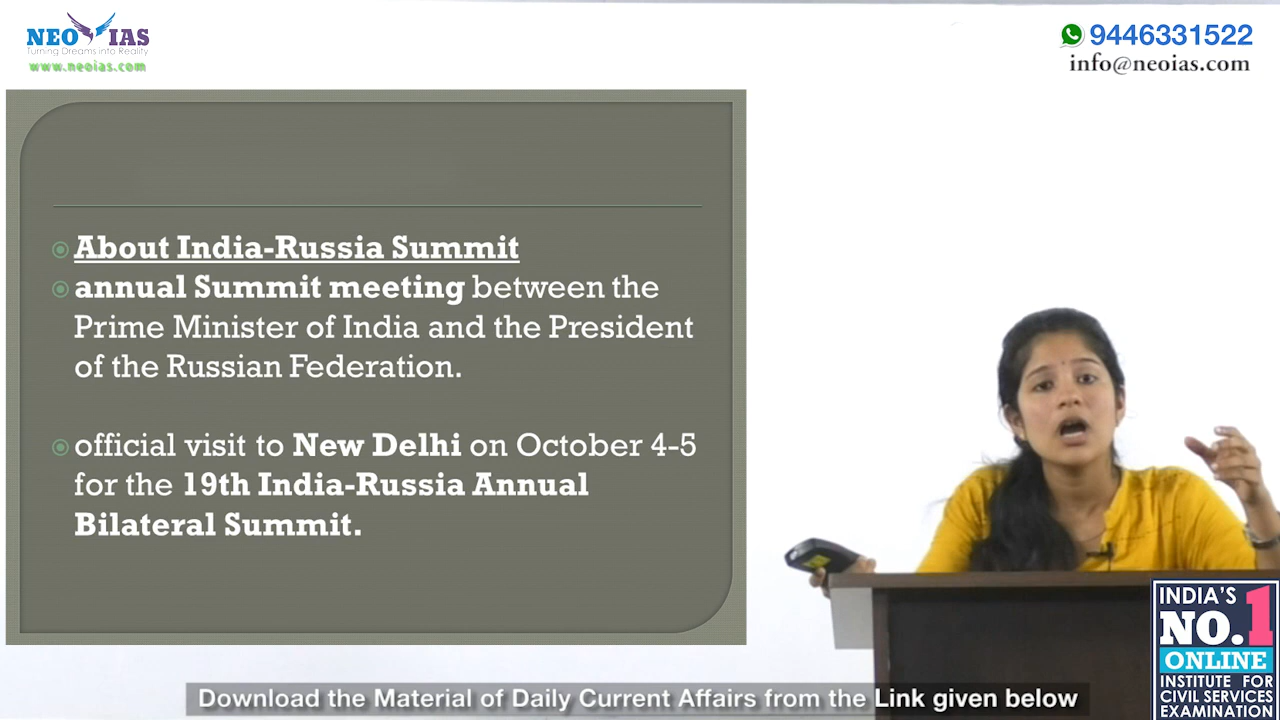 NEO IAS
Turning Dreams into Reality
www.neoias.com
9446331522
info@neoias.com
About India-Russia Summit
annual Summit meeting between the
Prime Minister of India and the President
of the Russian Federation.
official visit to New Delhi on October 4-5
for the 19th India-Russia Annual
Bilateral Summit.
INDIA'S
NO.1
ONLINE
INSTITUTE FOR
CIVIL SERVICES
EXAMINATION
Download the Material of Daily Current Affairs from the Link given below